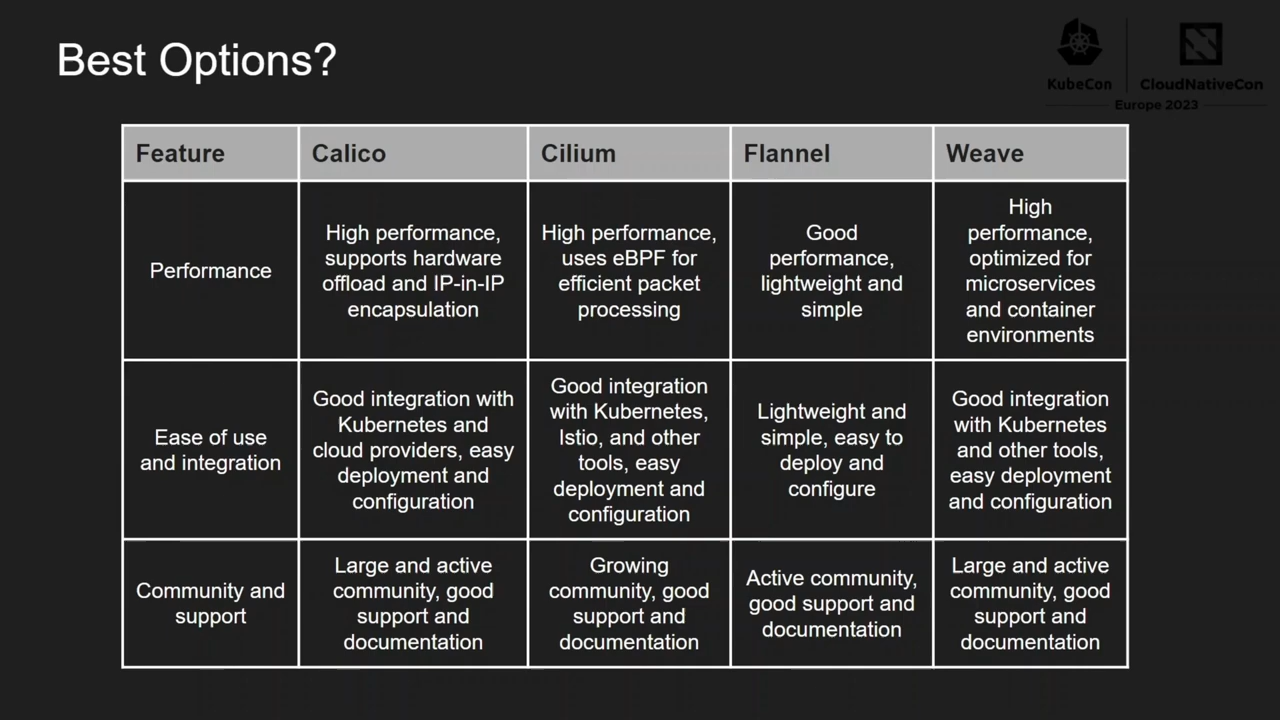 Best Options?
KubeCon
CloudNativeCon
Europe 2023
Feature
Calico
Cilium
Flannel
Weave
Performance
High performance,
supports hardware
offload and IP-in-IP
encapsulation
High performance,
uses eBPF for
efficient packet
processing
Good
performance,
lightweight and
simple
High
performance,
optimized for
microservices
and container
environments
Ease of use
and integration
Good integration with
Kubernetes and
cloud providers, easy
deployment and
configuration
Good integration
with Kubernetes,
Istio, and other
tools, easy
deployment and
configuration
Lightweight and
simple, easy to
deploy and
configure
Good integration
with Kubernetes
and other tools,
easy deployment
and configuration
Community and
support
Large and active
community, good
support and
documentation
Growing
community, good
support and
documentation
Active community,
good support and
documentation
Large and active
community, good
support and
documentation